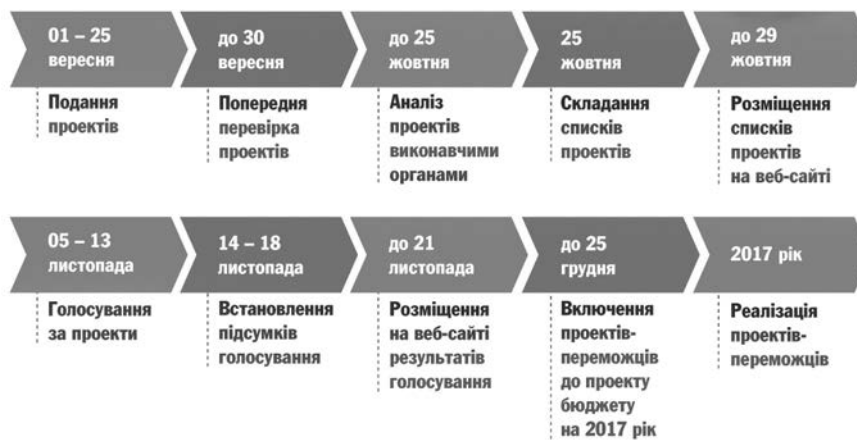 01 – 25
вересня
до 30
вересня
до 25
жовтня
25
жовтня
до 29
жовтня
Подання
проектів
Попередня
перевірка
проектів
Аналіз
проектів
виконавчими
органами
Складання
списків
проектів
Розміщення
списків
проектів
на веб-сайті
05 – 13
листопада
14 – 18
листопада
до 21
листопада
до 25
грудня
2017 рік
Голосування
за проекти
Встановлення
підсумків
голосування
Розміщення
на веб-сайті
результатів
голосування
Включення
проектів-
переможців
до проекту
бюджету
на 2017 рік
Реалізація
проектів-
переможців